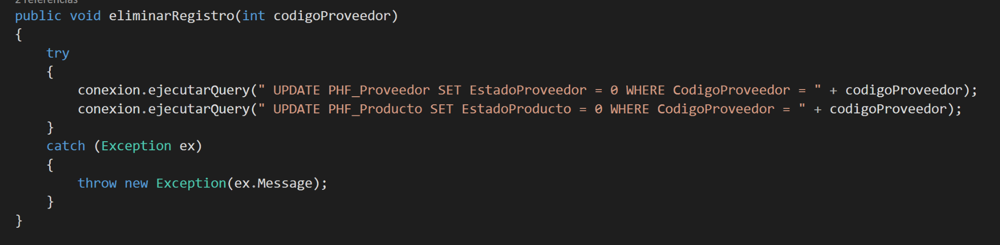 2 referencias
public void eliminarRegistro(int codigoProveedor)
{
try
{
conexion.ejecutarQuery(" UPDATE PHF_Proveedor SET EstadoProveedor = 0 WHERE CodigoProveedor = " + codigoProveedor);
conexion.ejecutarQuery(" UPDATE PHF_Producto SET EstadoProducto = 0 WHERE CodigoProveedor = " + codigoProveedor);
}
catch (Exception ex)
{
throw new Exception(ex.Message);
}
}